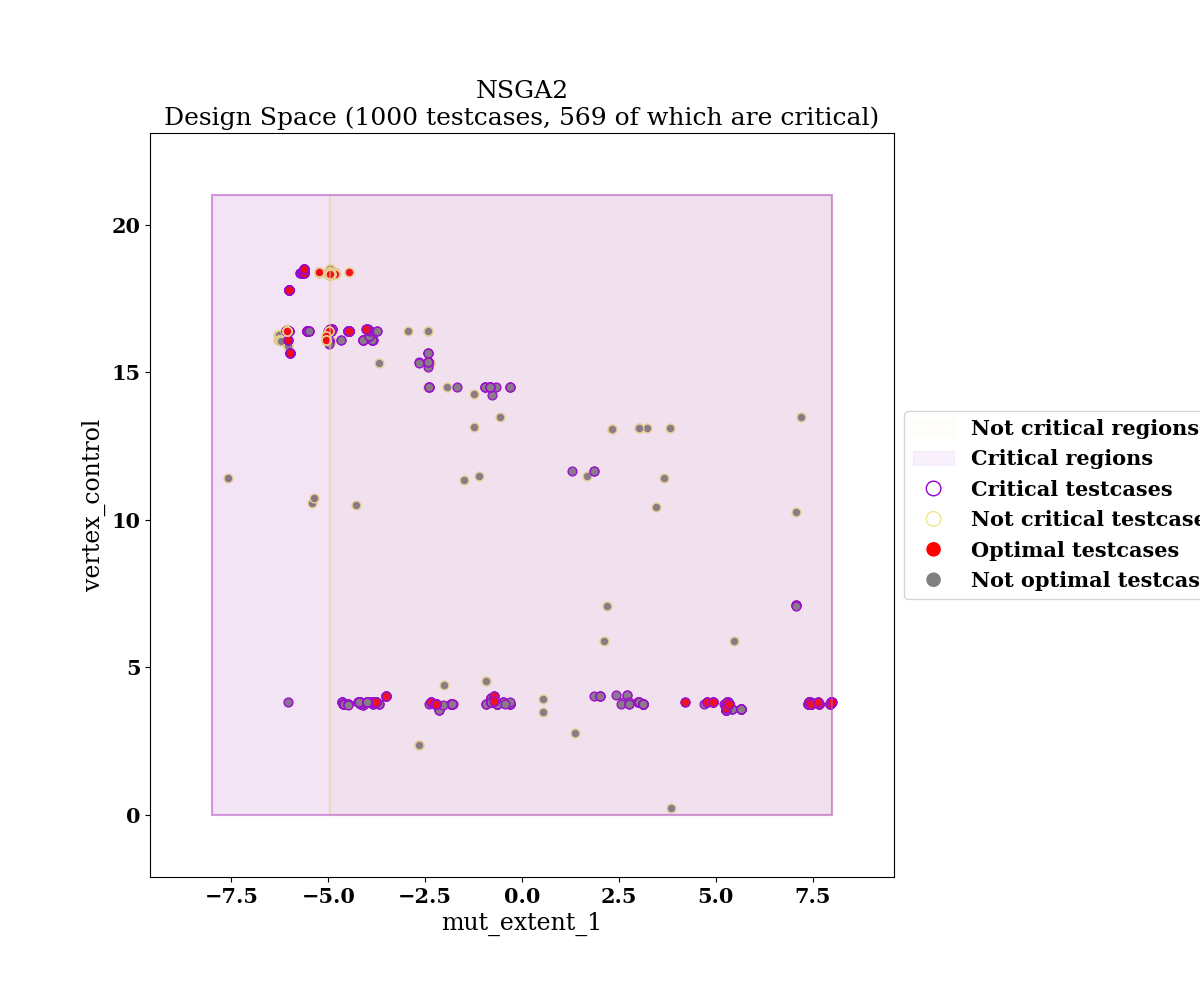 NSGA2
Design Space (1000 testcases, 569 of which are critical)
vertex_control
20
15
10
5
0
−7.5 −5.0 −2.5 0.0 2.5 5.0 7.5
mut_extent_1
Not critical regions
Critical regions
Critical testcases
Not critical testcase
Optimal testcases
Not optimal testcas